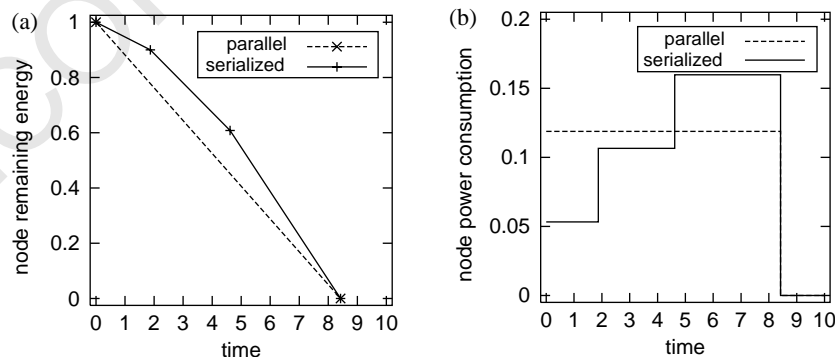 (a)
1
0.8
0.6
0.4
0.2
0
node remaining energy
parallel
serialized
0 1 2 3 4 5 6 7 8 9 10
time
(b)
0.2
0.15
0.1
0.05
0
node power consumption
parallel
serialized
0 1 2 3 4 5 6 7 8 9 10
time